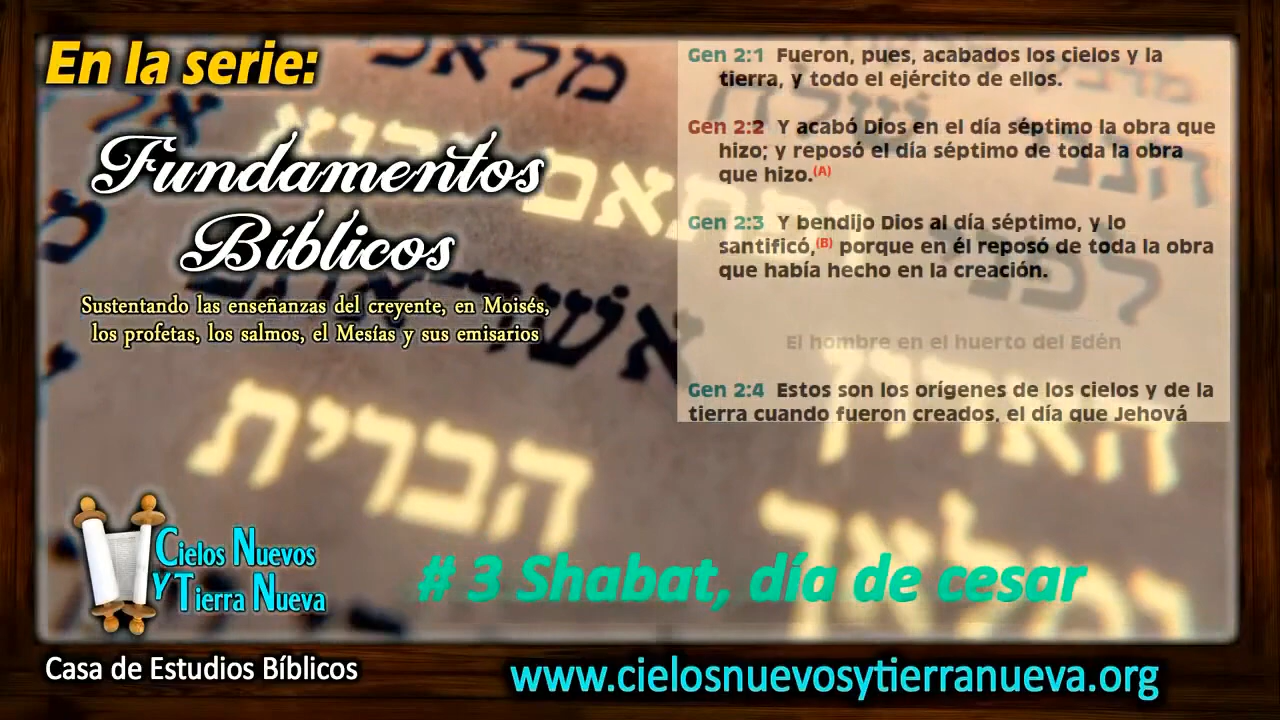 En la serie:
Fundamentos
Bíblicos
Sustentando las enseñanzas del creyente, en Moisés,
los profetas, los salmos, el Mesías y sus emisarios
Gen 2:1 Fueron, pues, acabados los cielos y la
tierra, y todo el ejército de ellos.
Gen 2:2 Y acabó Dios en el día séptimo la obra que
hizo; y reposó el día séptimo de toda la obra
que hizo.(A)
Gen 2:3 Y bendijo Dios al día séptimo, y lo
santificó,(B) porque en él reposó de toda la obra
que había hecho en la creación.
El hombre en el huerto del Edén
Gen 2:4 Estos son los orígenes de los cielos y de la
tierra cuando fueron creados, el día que Jehová
מלאכי
הנני
לפני
אשר
הברית
Cielos Nuevos
Y Tierra Nueva
# 3 Shabat, día de cesar
Casa de Estudios Bíblicos
www.cielosnuevosytierranueva.org